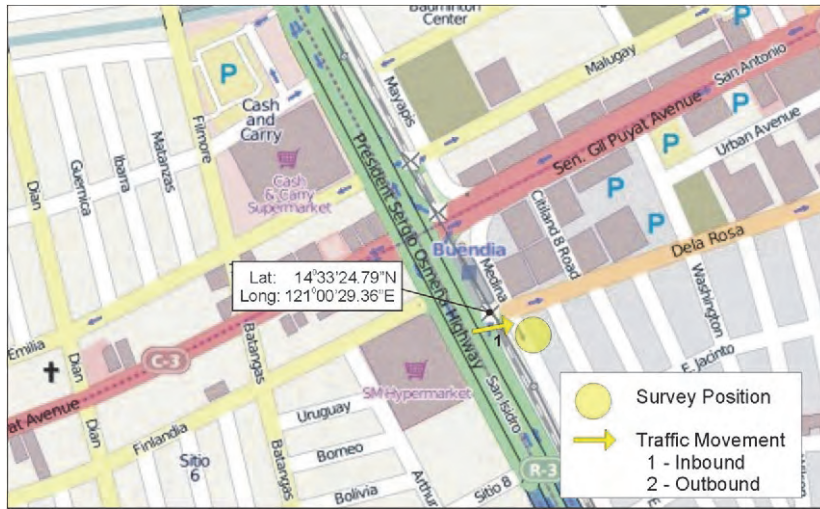 Badminton
Center
P
Mayapis
Malugay
San Antonio
P
Cash
and
Carry
Filmore
Matanzas
Ibarra
Guernica
Dian
Cash
& Carry
Supermarket
President Sergio Osmena Highway
Sen. Gil Puyat Avenue
P
Urban Avenue
P
P
Citiland 8 Road
Buendia
Medina
Dela Rosa
Washington
Lat: 14°33'24.79"N
Long: 121°00'29.36"E
1
Emilia
Dian
C-3
Batangas
at Avenue
Dian
Finlandia
Sitio
6
Batangas
SM Hypermarket
San Isidro
E. Jacinto
Uruguay
Borneo
Bolivia
Arthur
Sitio 8
R-3
Survey Position
Traffic Movement
1 - Inbound
2 - Outbound